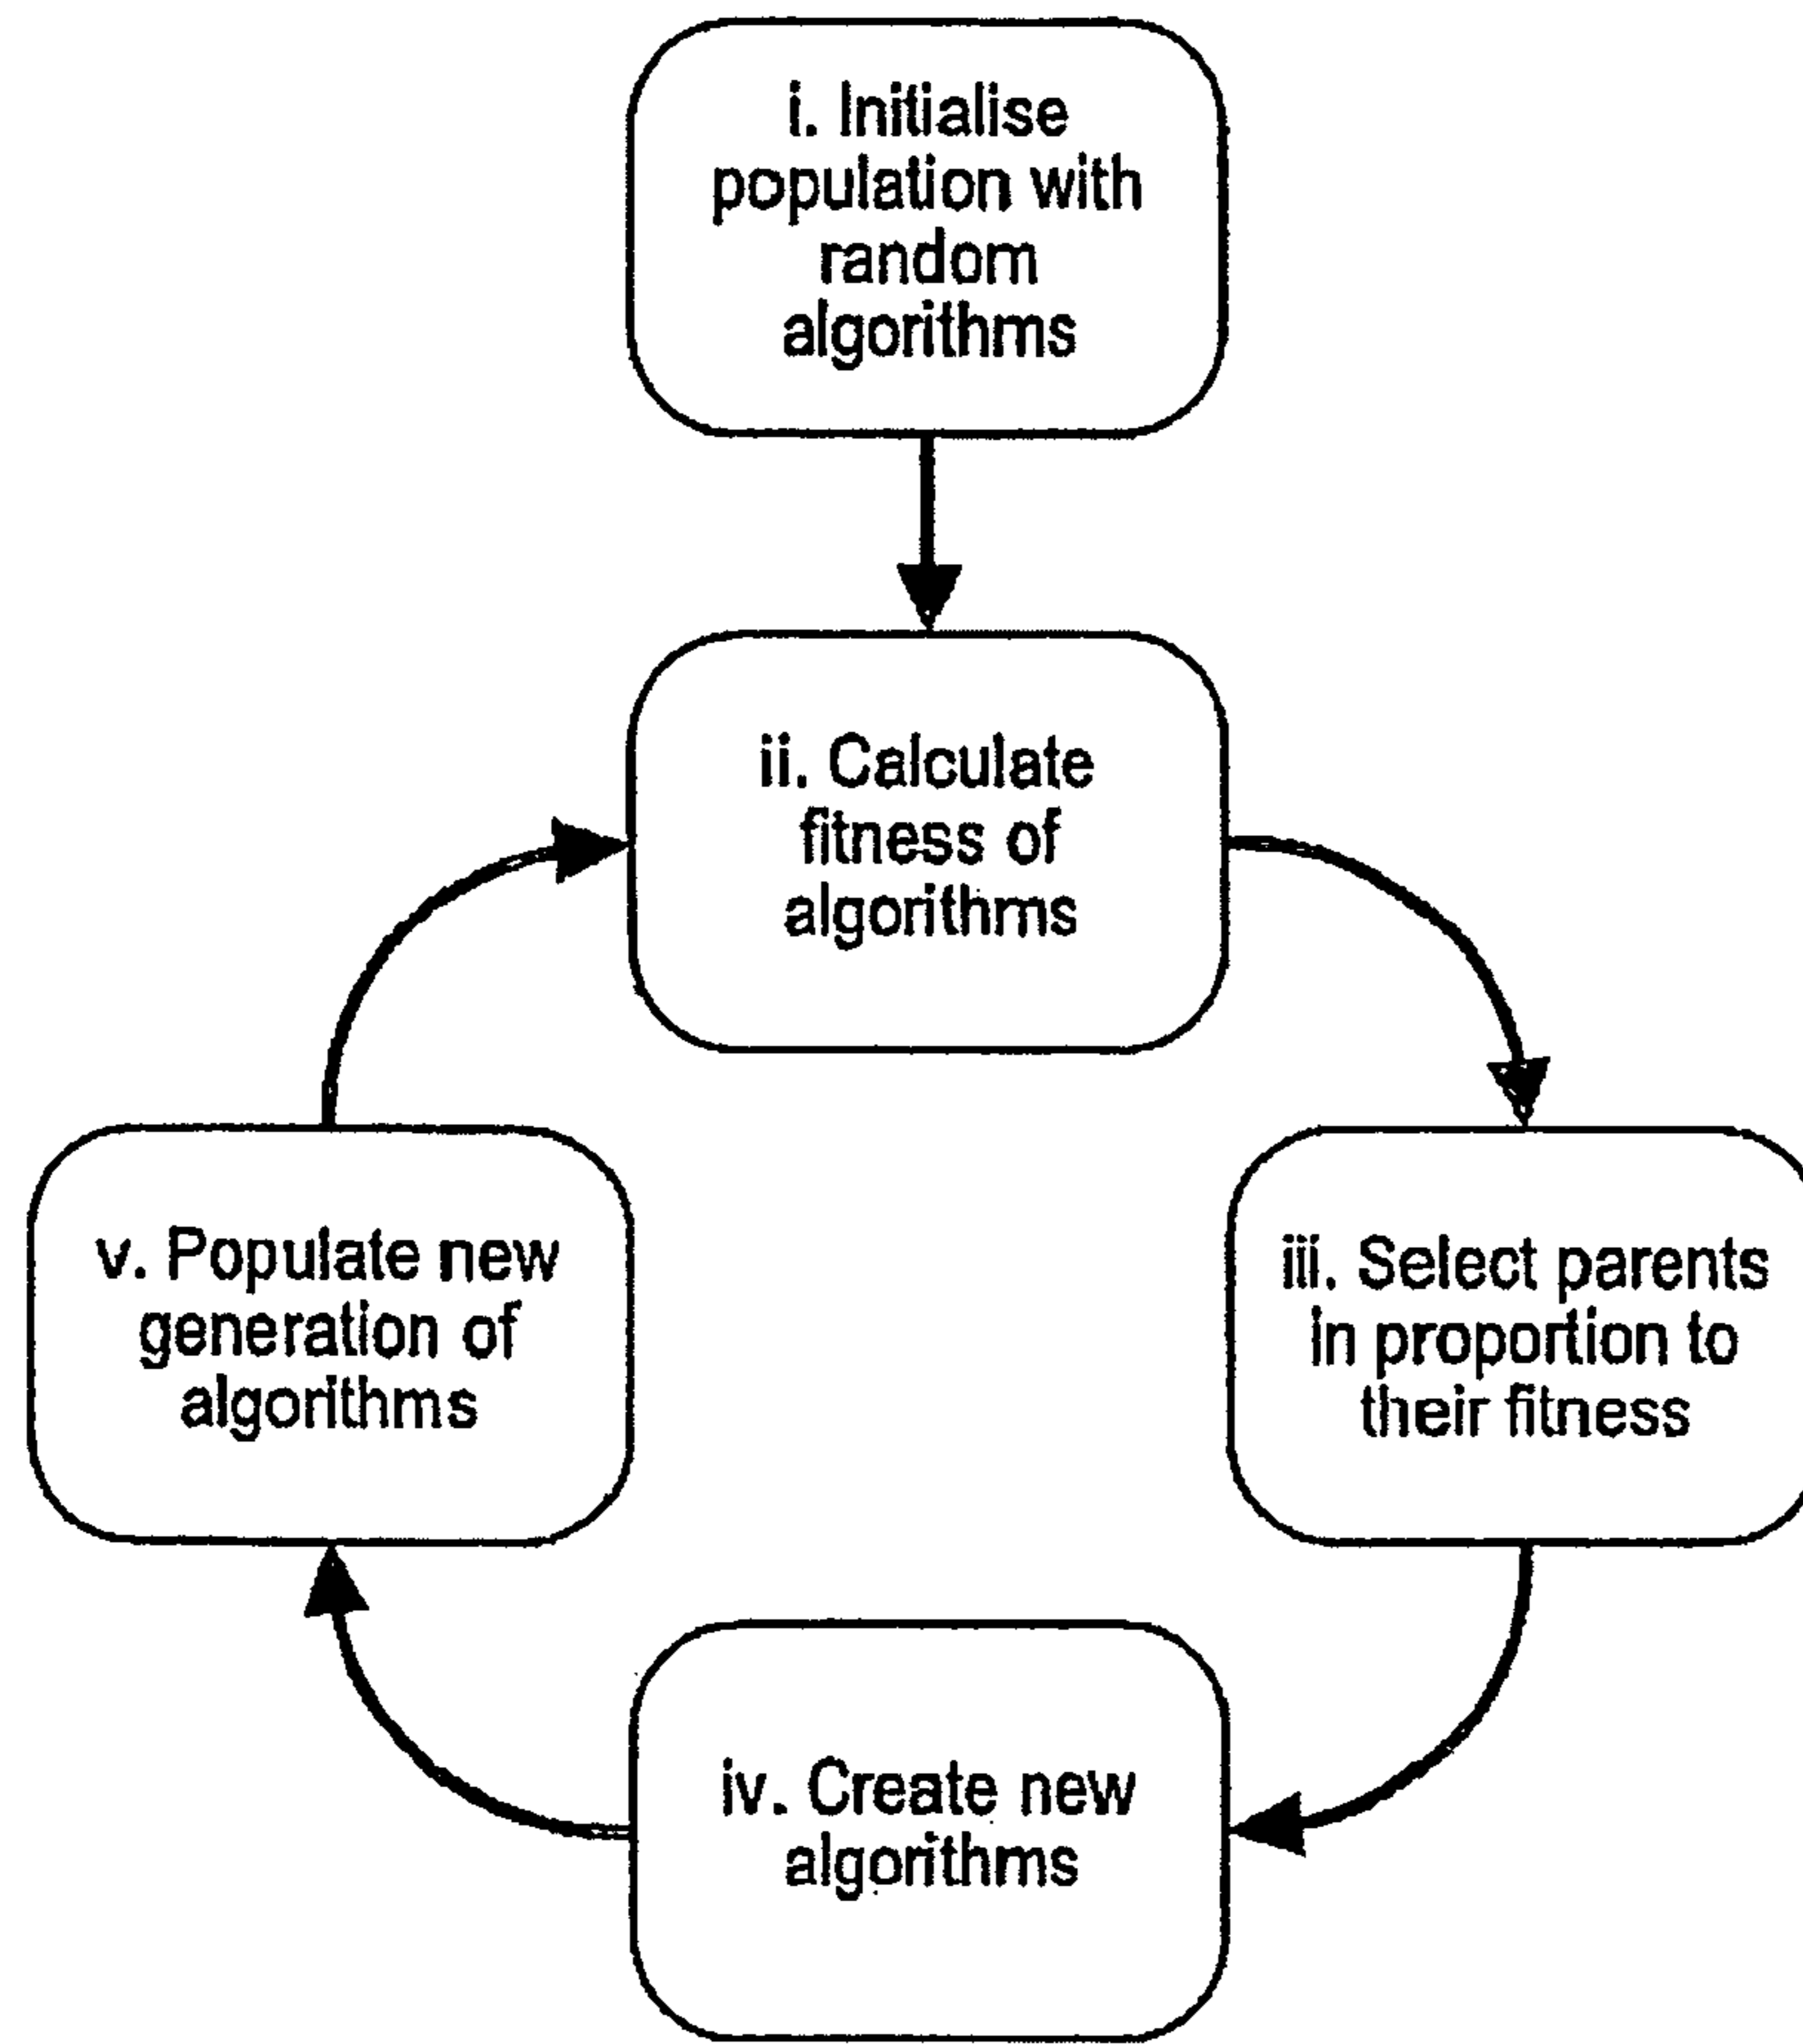 i. Initialise
population with
random
algorithms
ii. Calculate
fitness of
algorithms
iii. Select parents
in proportion to
their fitness
iv. Create new
algorithms
v. Populate new
generation of
algorithms